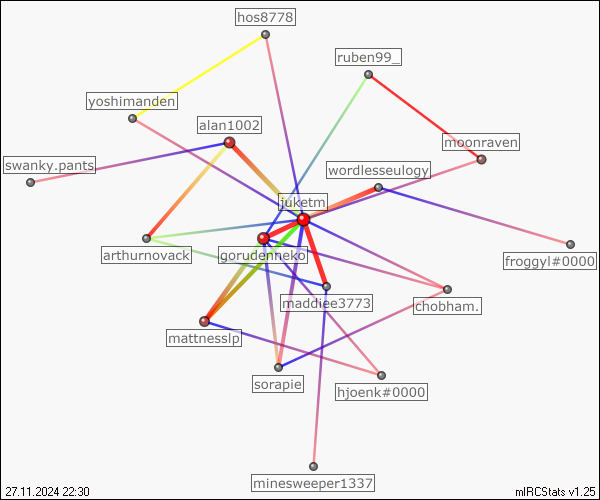 hos8778
ruben99_
yoshimanden
alan1002
moonraven
swanky.pants
wordlesseulogy
juketm
arthurnovack
gorudenneko
froggyl#0000
maddiee3773
chobham.
mattnesslp
sorapie
hjoenk#0000
minesweeper1337
27.11.2024 22:30
mIRCStats v1.25